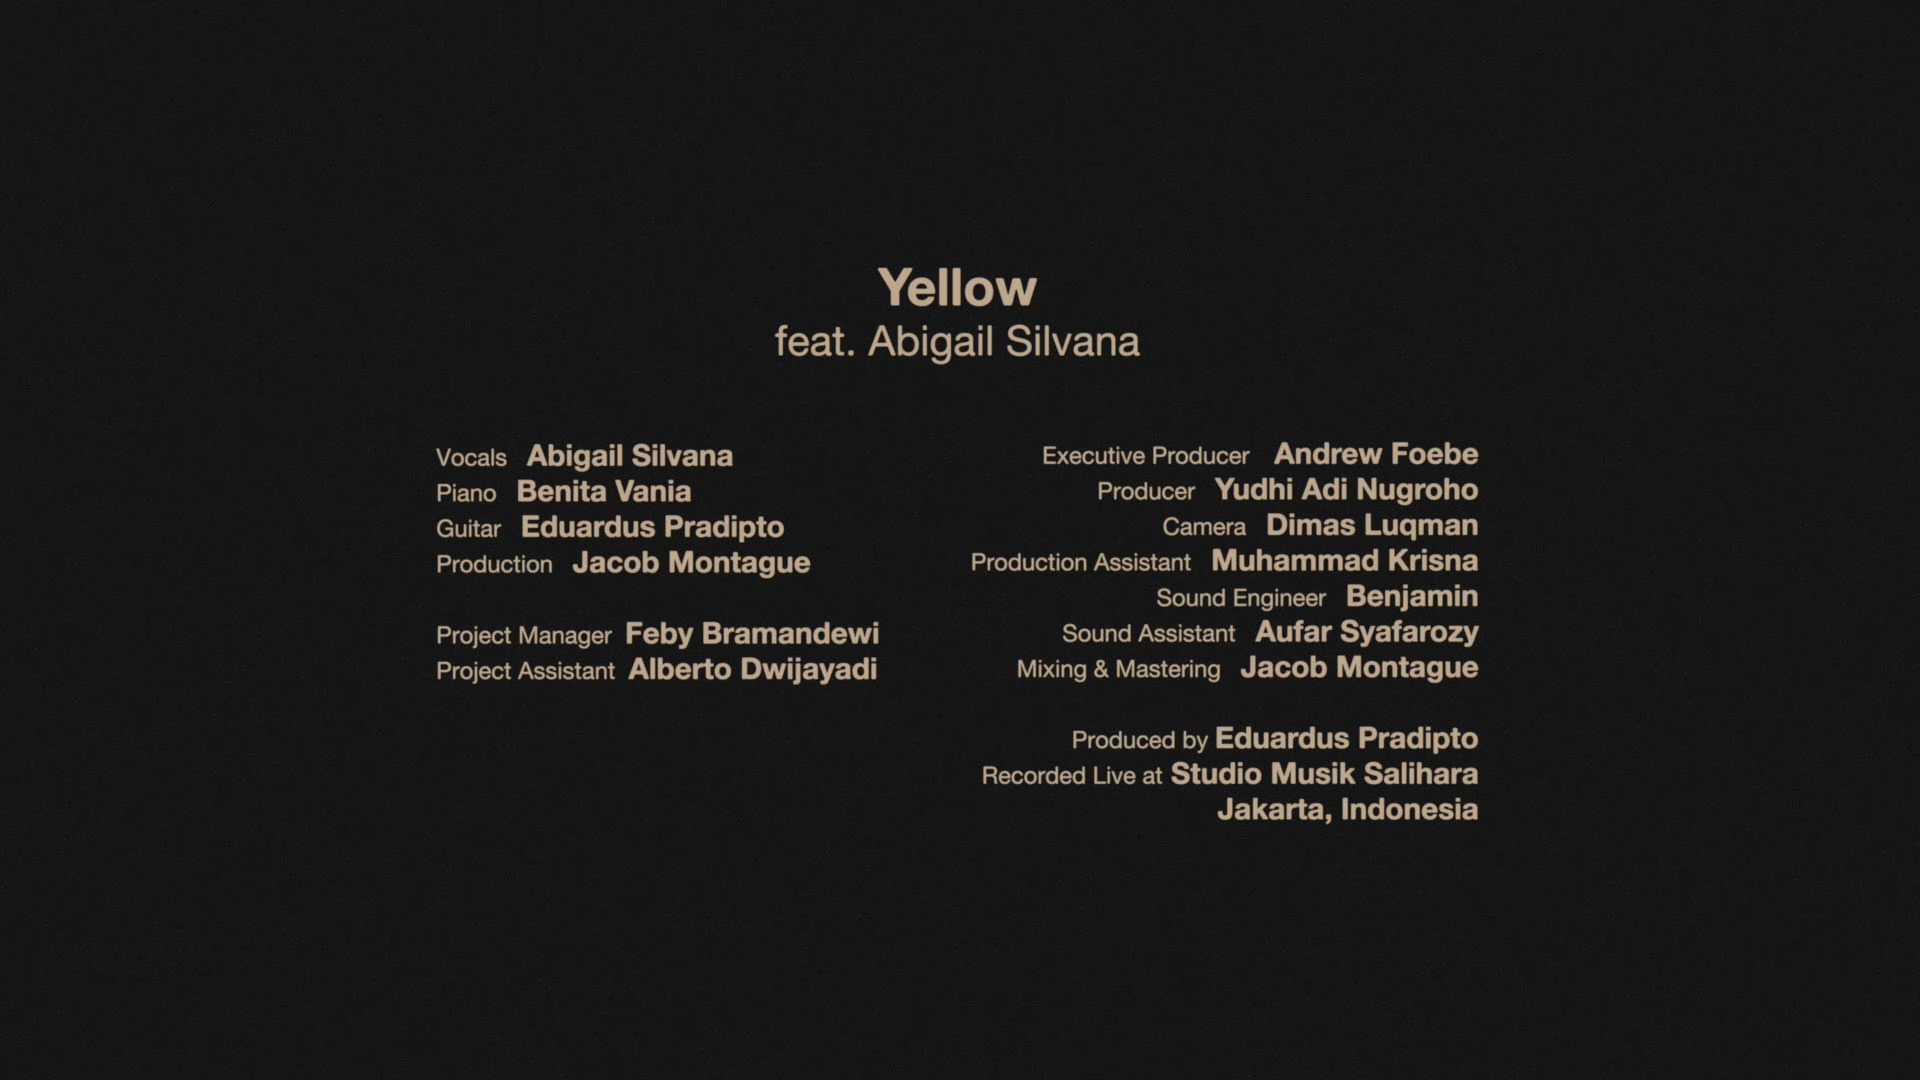 Yellow
feat. Abigail Silvana
Vocals Abigail Silvana
Piano Benita Vania
Guitar Eduardus Pradipto
Production Jacob Montague
Project Manager Feby Bramandewi
Project Assistant Alberto Dwijayadi
Executive Producer Andrew Foebe
Producer Yudhi Adi Nugroho
Camera Dimas Luqman
Production Assistant Muhammad Krisna
Sound Engineer Benjamin
Sound Assistant Aufar Syafarozy
Mixing & Mastering Jacob Montague
Produced by Eduardus Pradipto
Recorded Live at Studio Musik Salihara
Jakarta, Indonesia